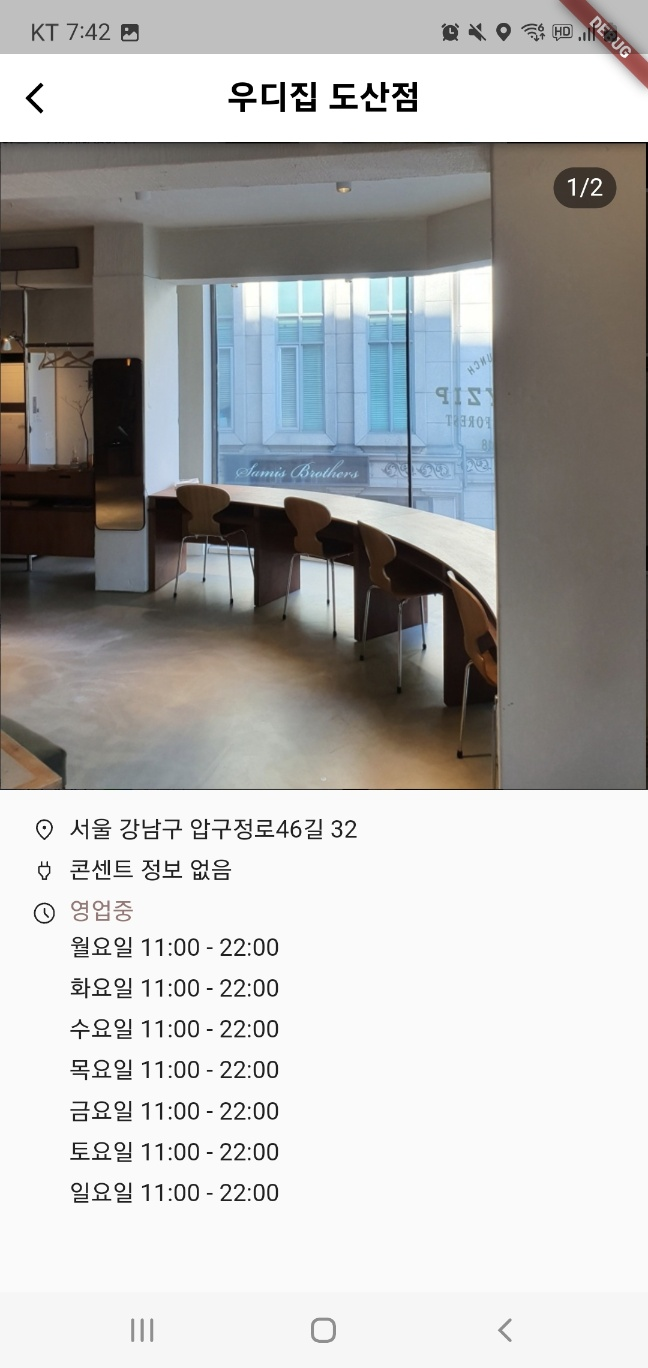 KT 7:42
HD
DEBUG
우디집 도산점
1/2
UNCH
YZIP
FOREST
Samis Brothers
서울 강남구 압구정로46길 32
콘센트 정보 없음
영업중
월요일 11:00 - 22:00
화요일 11:00 - 22:00
수요일 11:00 - 22:00
목요일 11:00 - 22:00
금요일 11:00 - 22:00
토요일 11:00 - 22:00
일요일 11:00 - 22:00